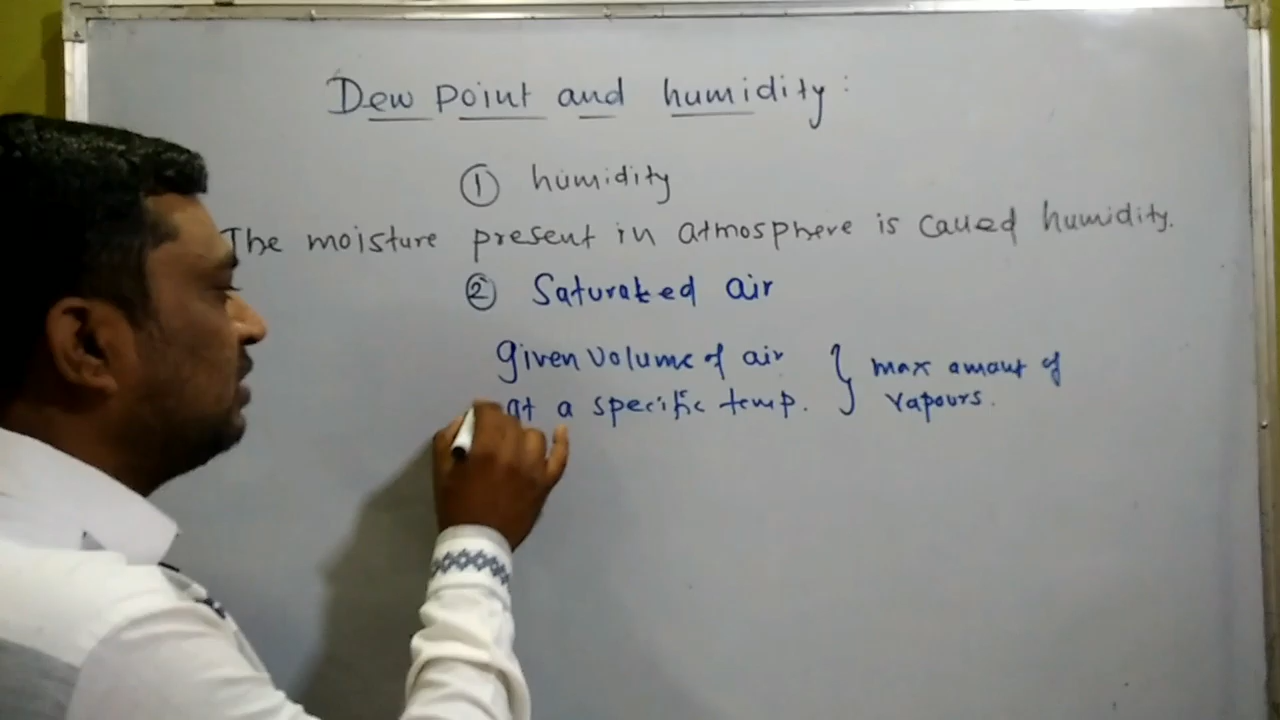 Dew point and humidity:
① humidity
The moisture present in atmosphere is called humidity.
② Saturated air
Given volume of air } max amout of
at a specific temp. vapours.